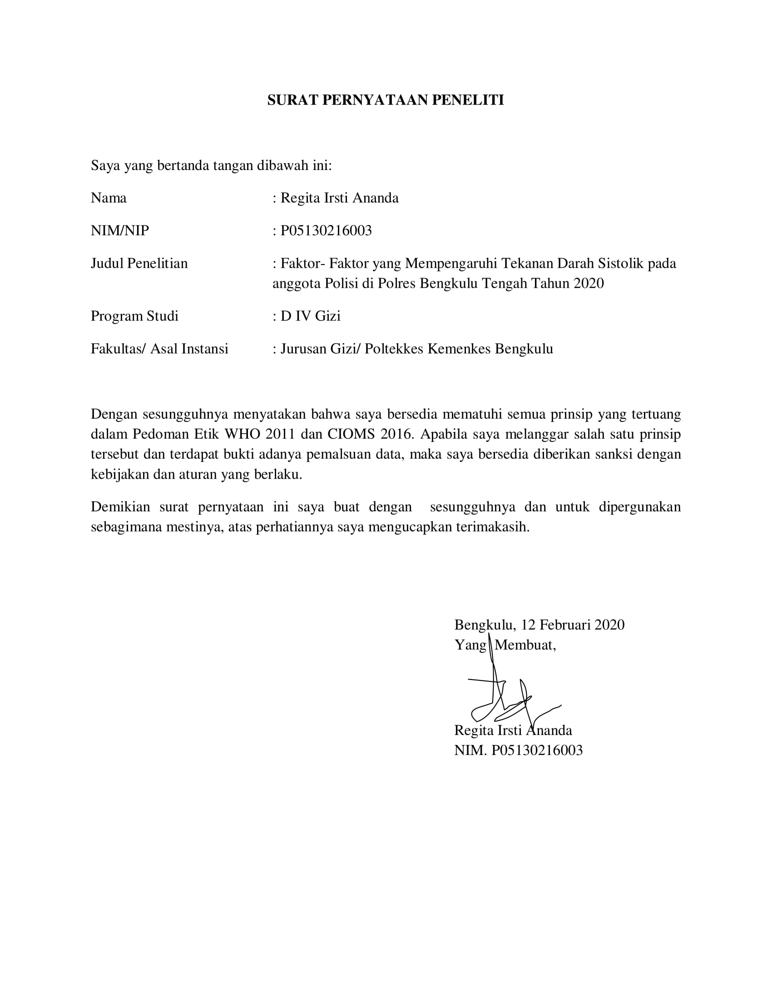 SURAT PERNYATAAN PENELITI
Saya yang bertanda tangan dibawah ini:
Nama : Regita Irsti Ananda
NIM/NIP : P05130216003
Judul Penelitian : Faktor- Faktor yang Mempengaruhi Tekanan Darah Sistolik pada
anggota Polisi di Polres Bengkulu Tengah Tahun 2020
Program Studi : D IV Gizi
Fakultas/ Asal Instansi : Jurusan Gizi/ Poltekkes Kemenkes Bengkulu
Dengan sesungguhnya menyatakan bahwa saya bersedia mematuhi semua prinsip yang tertuang
dalam Pedoman Etik WHO 2011 dan CIOMS 2016. Apabila saya melanggar salah satu prinsip
tersebut dan terdapat bukti adanya pemalsuan data, maka saya bersedia diberikan sanksi dengan
kebijakan dan aturan yang berlaku.
Demikian surat pernyataan ini saya buat dengan sesungguhnya dan untuk dipergunakan
sebagimana mestinya, atas perhatiannya saya mengucapkan terimakasih.
Bengkulu, 12 Februari 2020
Yang Membuat,
Regita Irsti Ananda
NIM. P05130216003